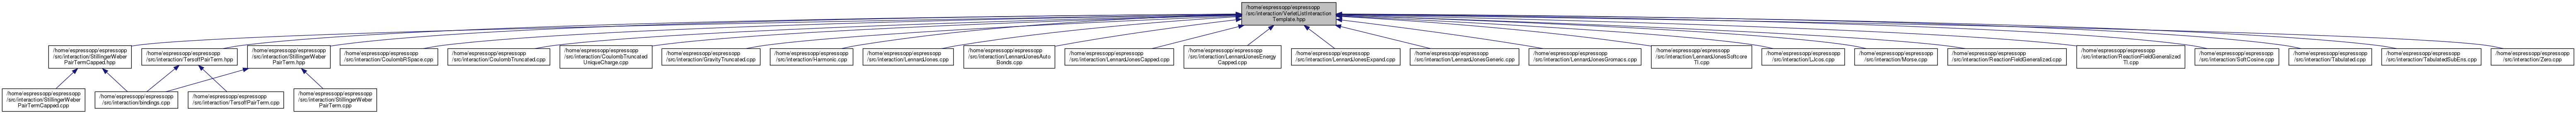 /home/espressopp/espressopp
/src/interaction/VerletListInteraction
Template.hpp
/home/espressopp/espressopp
/src/interaction/StillingerWeber
PairTermCapped.hpp
/home/espressopp/espressopp
/src/interaction/TersoffPairTerm.hpp
/home/espressopp/espressopp
/src/interaction/StillingerWeber
PairTerm.hpp
/home/espressopp/espressopp
/src/interaction/CoulombRSpace.cpp
/home/espressopp/espressopp
/src/interaction/CoulombTruncated.cpp
/home/espressopp/espressopp
/src/interaction/CoulombTruncated
UniqueCharge.cpp
/home/espressopp/espressopp
/src/interaction/GravityTruncated.cpp
/home/espressopp/espressopp
/src/interaction/Harmonic.cpp
/home/espressopp/espressopp
/src/interaction/LennardJones.cpp
/home/espressopp/espressopp
/src/interaction/LennardJonesAuto
Bonds.cpp
/home/espressopp/espressopp
/src/interaction/LennardJonesCapped.cpp
/home/espressopp/espressopp
/src/interaction/LennardJonesEnergy
Capped.cpp
/home/espressopp/espressopp
/src/interaction/LennardJonesExpand.cpp
/home/espressopp/espressopp
/src/interaction/LennardJonesGeneric.cpp
/home/espressopp/espressopp
/src/interaction/LennardJonesGromacs.cpp
/home/espressopp/espressopp
/src/interaction/LennardJonesSoftcore
TI.cpp
/home/espressopp/espressopp
/src/interaction/LJcos.cpp
/home/espressopp/espressopp
/src/interaction/Morse.cpp
/home/espressopp/espressopp
/src/interaction/ReactionFieldGeneralized.cpp
/home/espressopp/espressopp
/src/interaction/ReactionFieldGeneralized
TI.cpp
/home/espressopp/espressopp
/src/interaction/SoftCosine.cpp
/home/espressopp/espressopp
/src/interaction/Tabulated.cpp
/home/espressopp/espressopp
/src/interaction/TabulatedSubEns.cpp
/home/espressopp/espressopp
/src/interaction/Zero.cpp
/home/espressopp/espressopp
/src/interaction/StillingerWeber
PairTermCapped.cpp
/home/espressopp/espressopp
/src/interaction/bindings.cpp
/home/espressopp/espressopp
/src/interaction/TersoffPairTerm.cpp
/home/espressopp/espressopp
/src/interaction/StillingerWeber
PairTerm.cpp